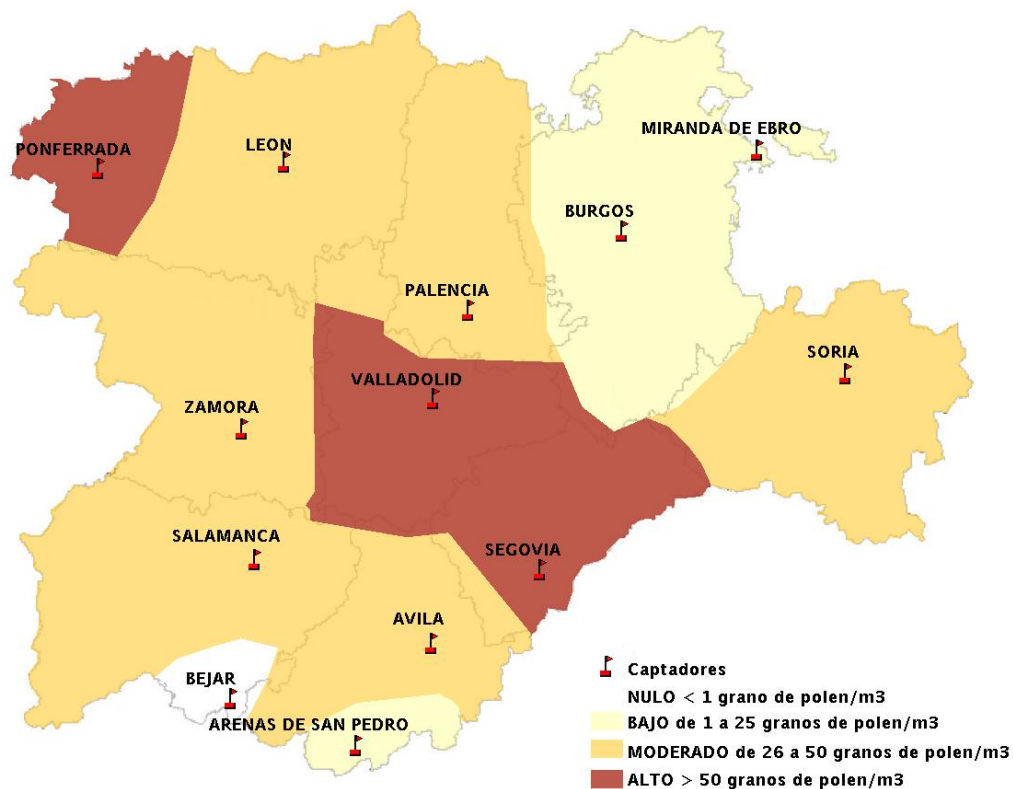 MIRANDA DE EBRO
PONFERRADA
LEON
BURGOS
PALENCIA
SORIA
VALLADOLID
ZAMORA
SALAMANCA
SEGOVIA
AVILA
BEJAR
ARENAS DE SAN PEDRO
Captadores
NULO < 1 grano de polen/m3
BAJO de 1 a 25 granos de polen/m3
MODERADO de 26 a 50 granos de polen/m3
ALTO > 50 granos de polen/m3